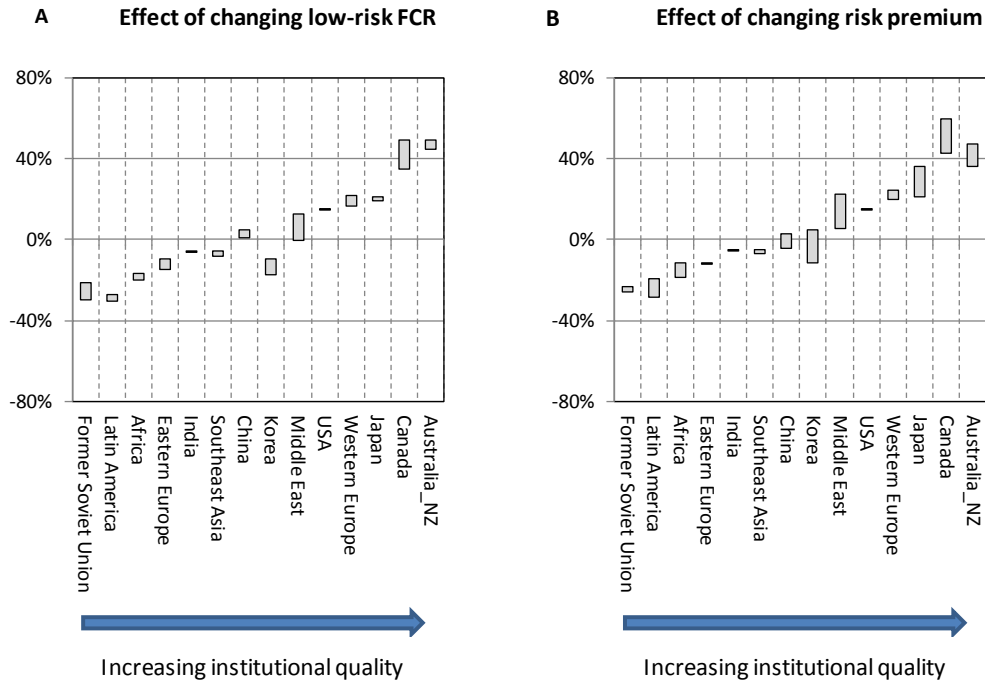 A Effect of changing low-risk FCR
80%
40%
0%
-40%
-80%
Former Soviet Union
Latin America
Africa
Eastern Europe
India
Southeast Asia
China
Korea
Middle East
USA
Western Europe
Japan
Canada
Australia_NZ
Increasing institutional quality
B Effect of changing risk premium
80%
40%
0%
-40%
-80%
Former Soviet Union
Latin America
Africa
Eastern Europe
India
Southeast Asia
China
Korea
Middle East
USA
Western Europe
Japan
Canada
Australia_NZ
Increasing institutional quality